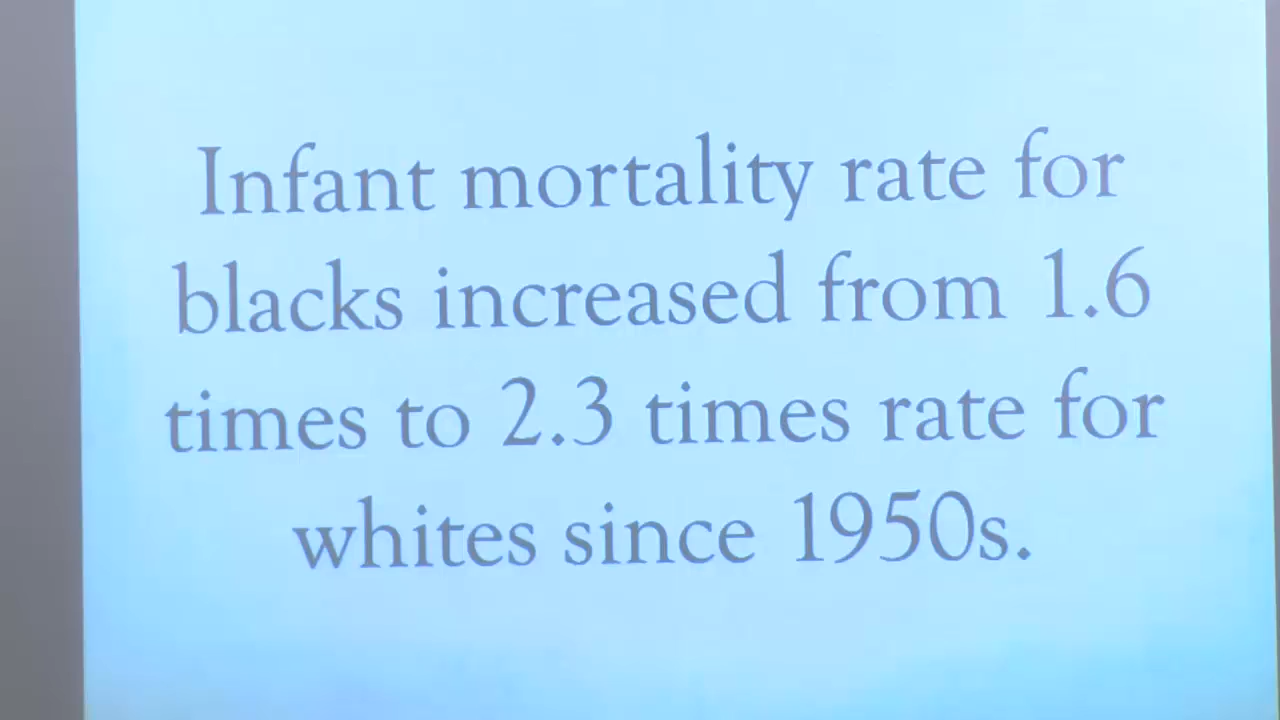 Infant mortality rate for
blacks increased from 1.6
times to 2.3 times rate for
whites since 1950s.